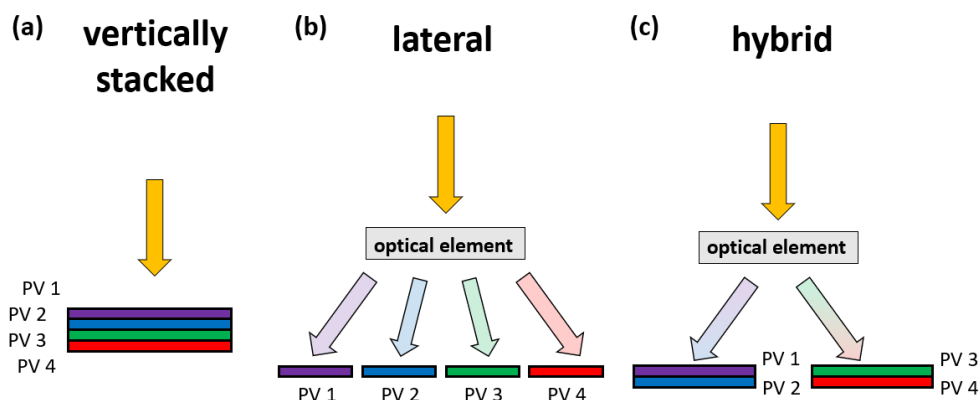 (a) vertically
stacked
PV 1
PV 2
PV 3
PV 4
(b) lateral
optical element
PV 1 PV 2 PV 3 PV 4
(c) hybrid
optical element
PV 1 PV 3
PV 2 PV 4